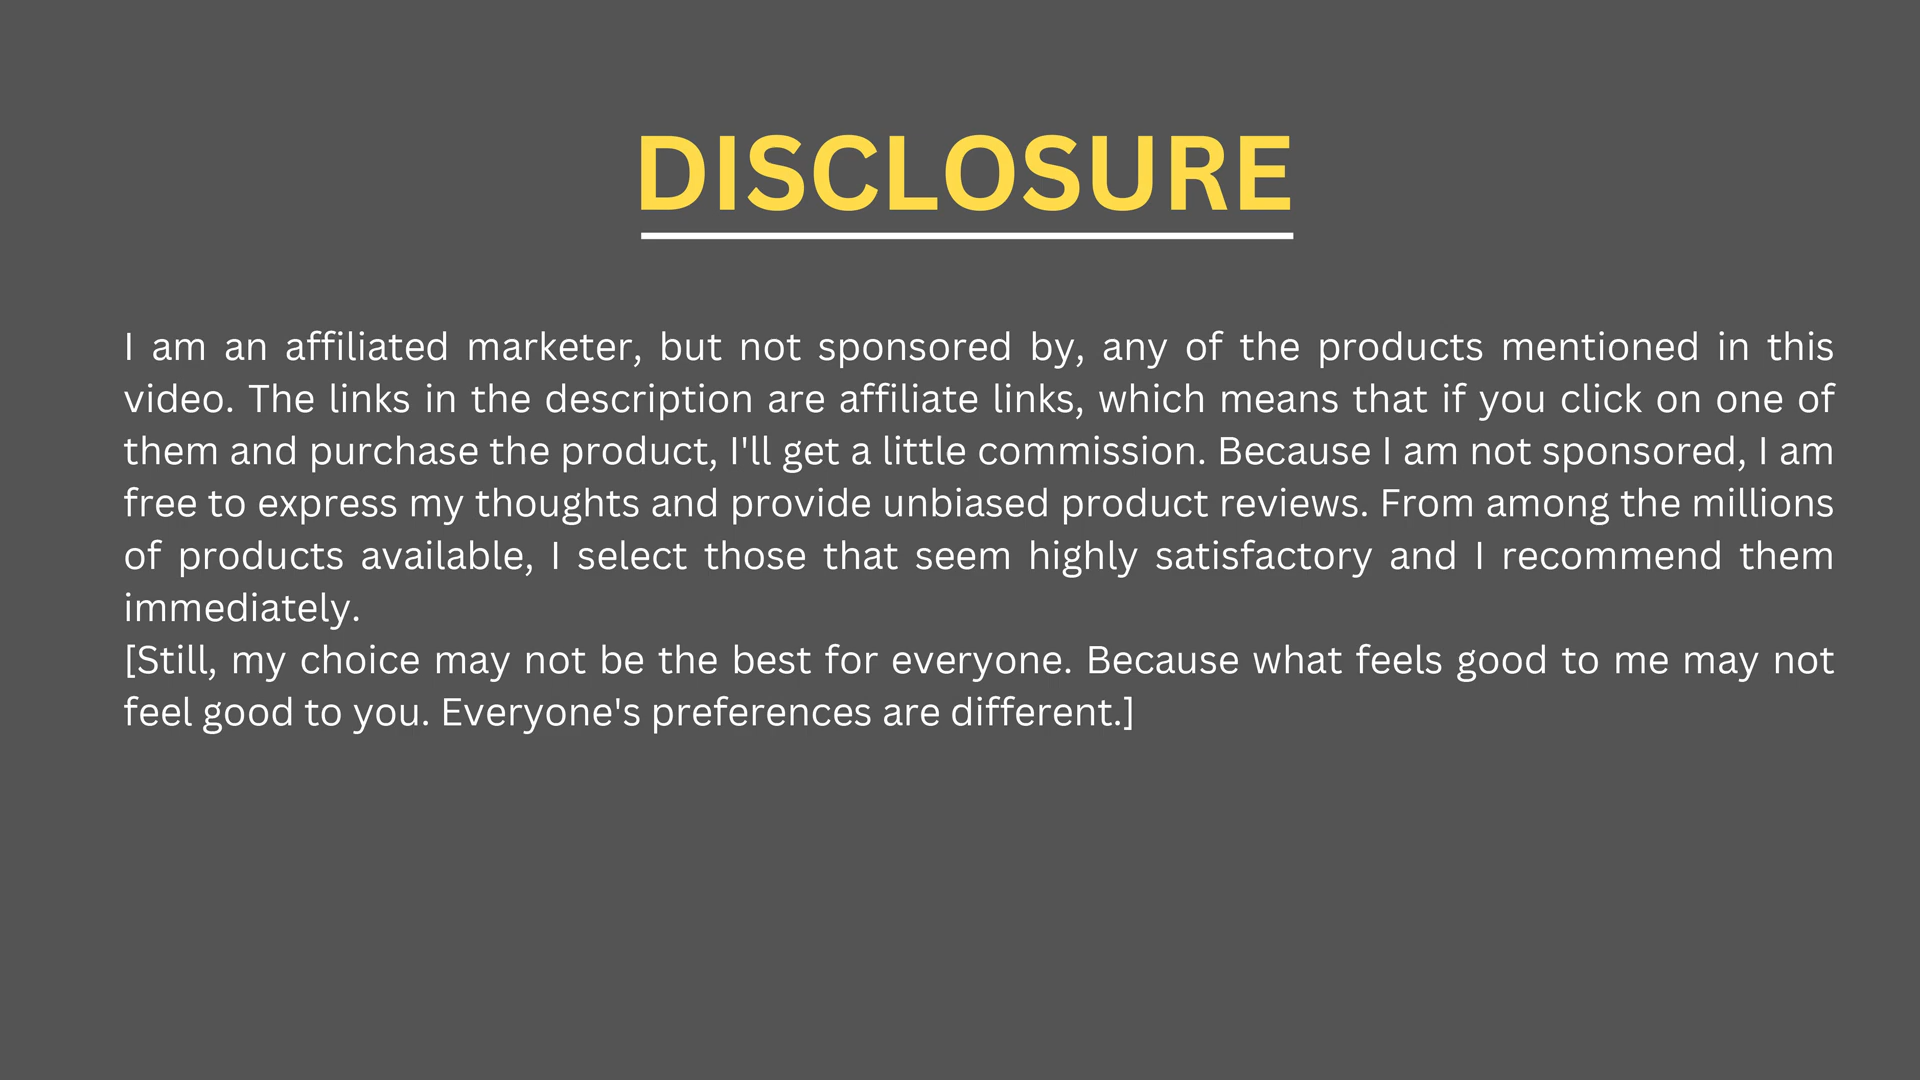 DISCLOSURE
I am an affiliated marketer, but not sponsored by, any of the products mentioned in this
video. The links in the description are affiliate links, which means that if you click on one of
them and purchase the product, I'll get a little commission. Because I am not sponsored, I am
free to express my thoughts and provide unbiased product reviews. From among the millions
of products available, I select those that seem highly satisfactory and I recommend them
immediately.
[Still, my choice may not be the best for everyone. Because what feels good to me may not
feel good to you. Everyone's preferences are different.]